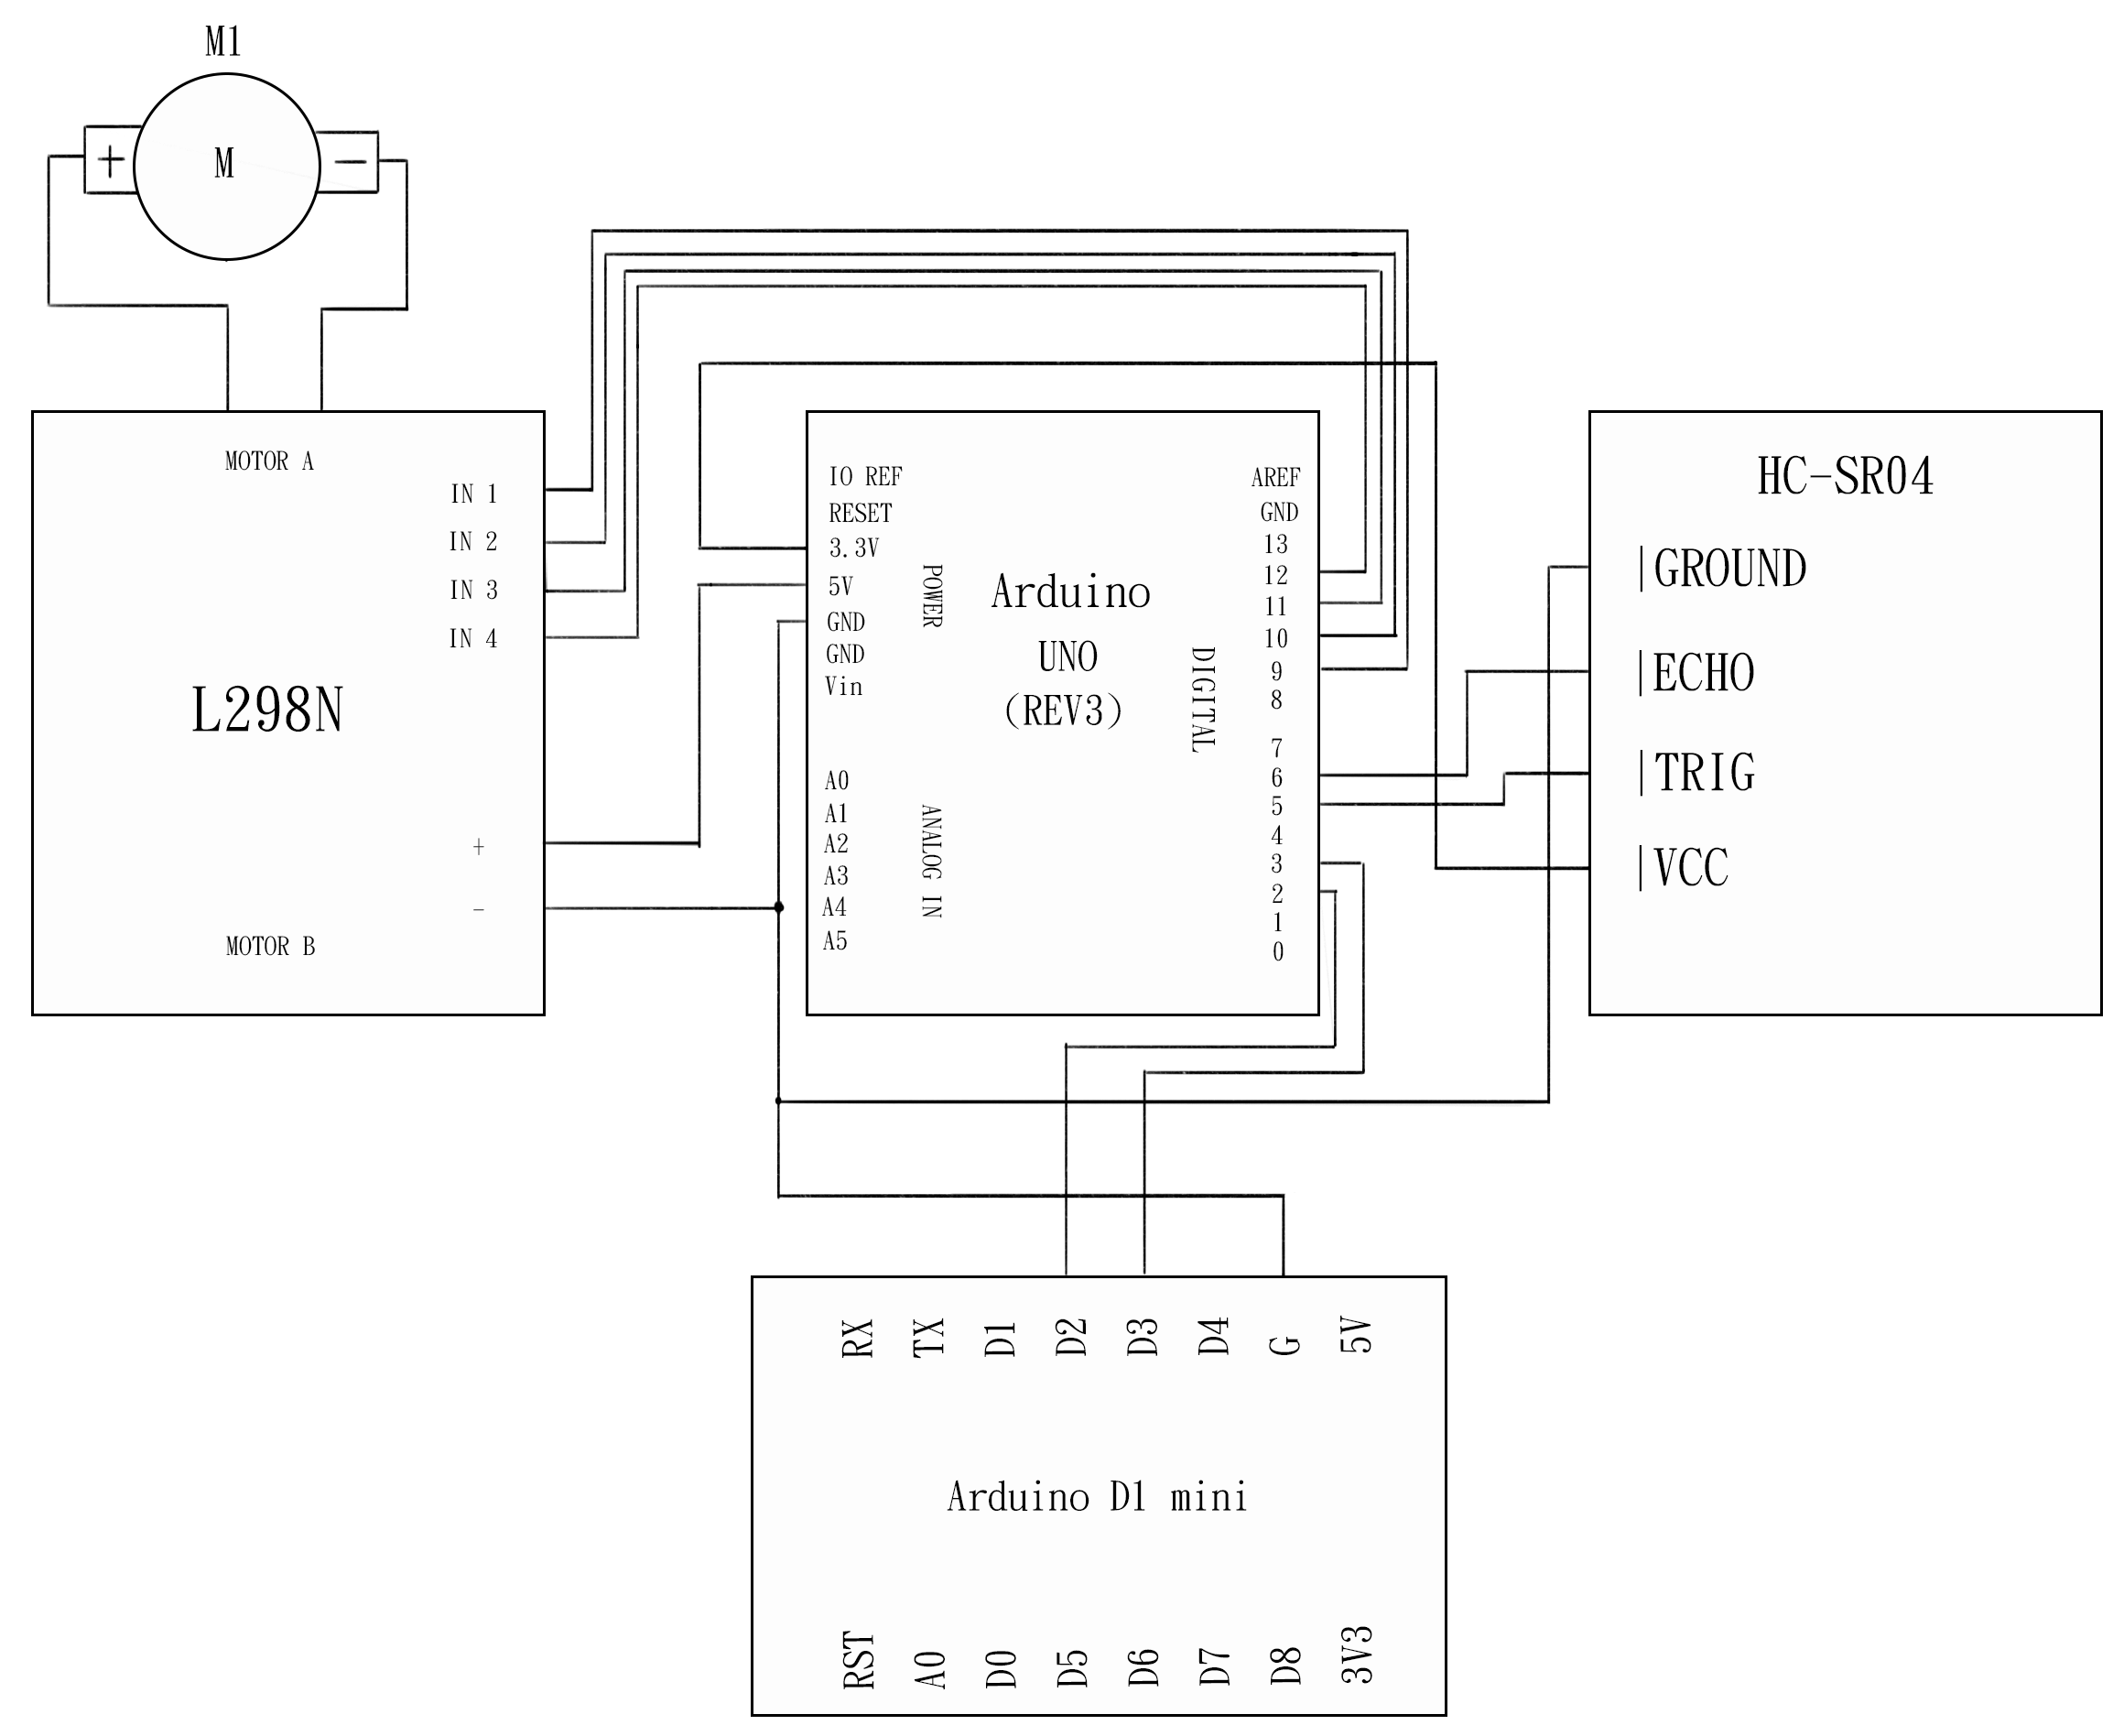 M1
+
M
-
MOTOR A
IN 1
IN 2
IN 3
IN 4
L298N
+
-
MOTOR B
IO REF
RESET
3.3V
5V
GND
GND
Vin
POWER
A0
A1
A2
A3
A4
A5
ANALOG IN
Arduino
UNO
(REV3)
AREF
GND
13
12
11
10
9
8
7
6
5
4
3
2
1
0
DIGITAL
HC-SR04
|GROUND
|ECHO
|TRIG
|VCC
RX TX D1 D2 D3 D4 G 5V
Arduino D1 mini
RST A0 D0 D5 D6 D7 D8 3V3